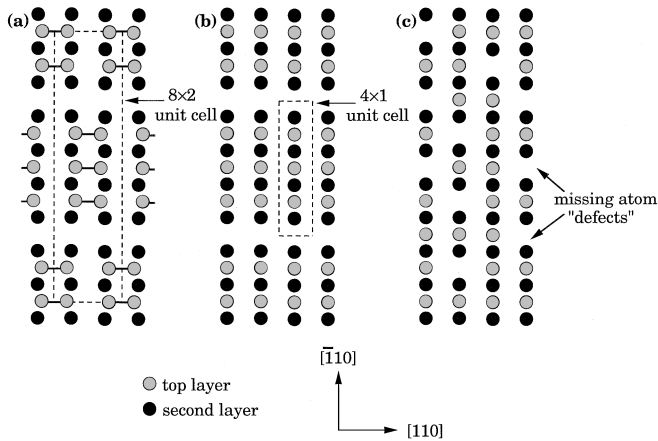 (a)
8×2
unit cell
(b)
4×1
unit cell
(c)
missing atom
"defects"
[1̅10]
[110]
top layer
second layer